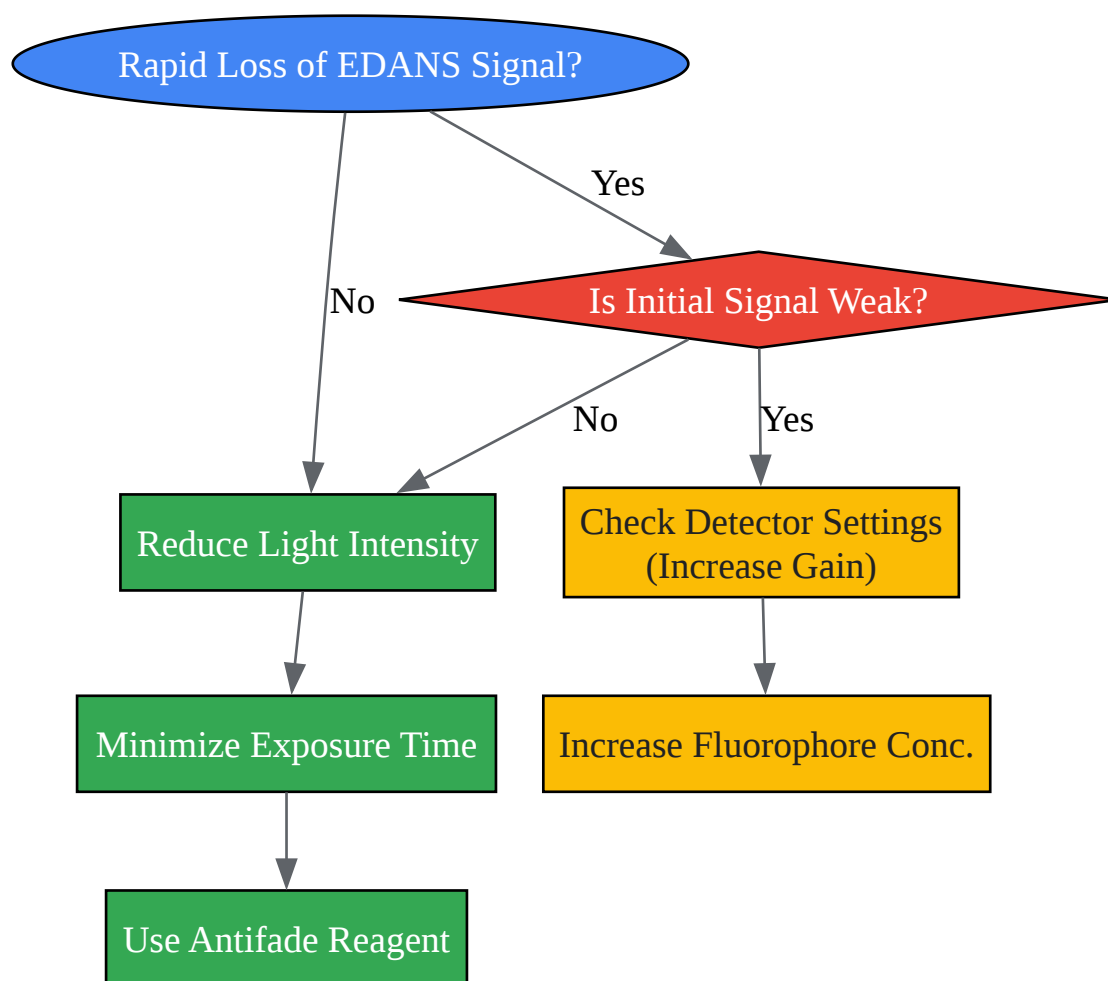 Rapid Loss of EDANS Signal?
Yes
Is Initial Signal Weak?
No
No
Yes
Reduce Light Intensity
Check Detector Settings
(Increase Gain)
Minimize Exposure Time
Increase Fluorophore Conc.
Use Antifade Reagent